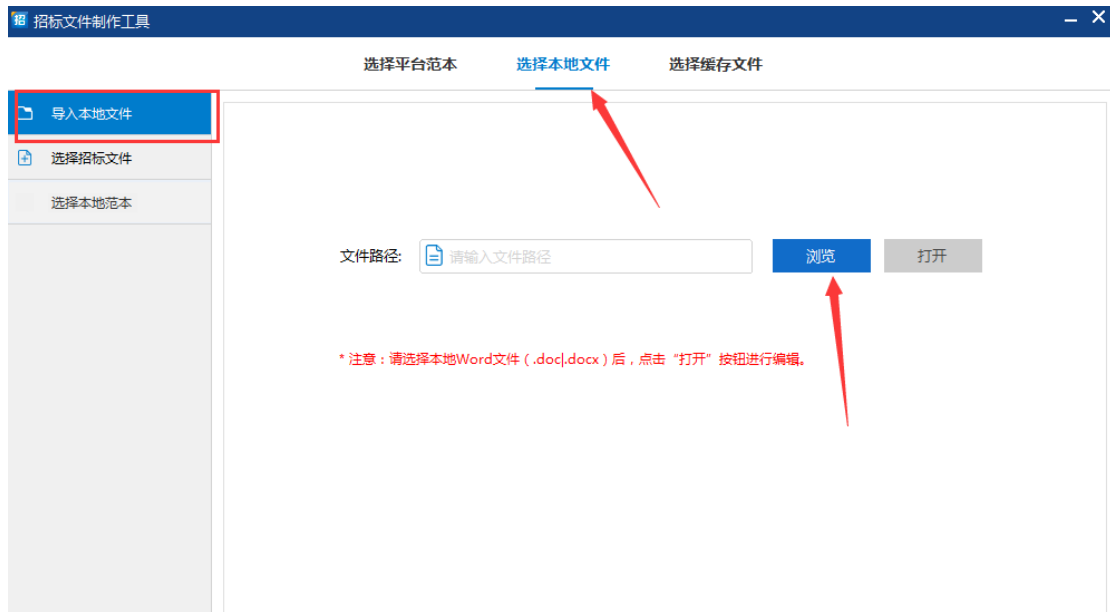 招 招标文件制作工具
选择平台范本 选择本地文件 选择缓存文件
导入本地文件
选择招标文件
选择本地范本
文件路径: 请输入文件路径 浏览 打开
* 注意：请选择本地Word文件（.doc|.docx）后，点击“打开”按钮进行编辑。